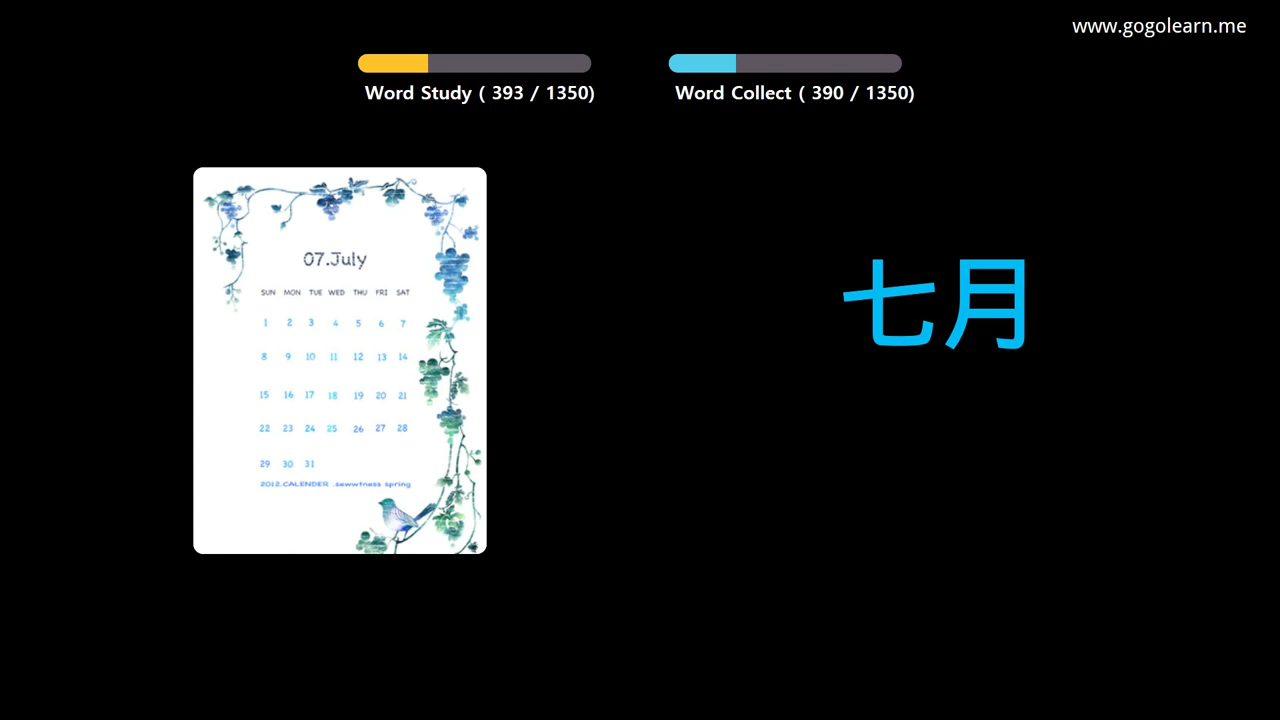 www.gogolearn.me
Word Study ( 393 / 1350)
Word Collect ( 390 / 1350)
07.July
SUN MON TUE WED THU FRI SAT
1 2 3 4 5 6 7
8 9 10 11 12 13 14
15 16 17 18 19 20 21
22 23 24 25 26 27 28
29 30 31
2012.CALENDER .sewwtness spring
七月